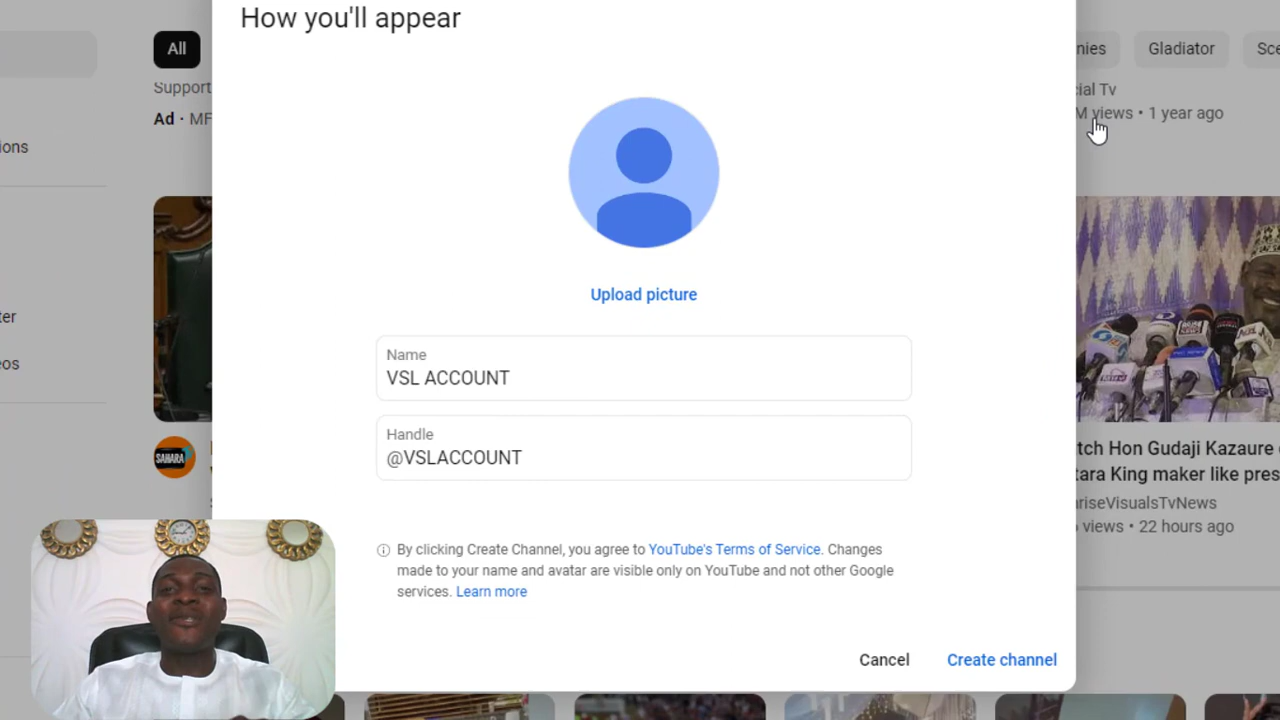 How you'll appear
All
nies
Gladiator
Sce
Support
cial Tv
Ad · MF
M views • 1 year ago
ions
Upload picture
ter
Name
VSL ACCOUNT
eos
Handle
@VSLACCOUNT
SAHARA
tch Hon Gudaji Kazaure
tara King maker like pres
nriseVisualsTvNews
views • 22 hours ago
By clicking Create Channel, you agree to YouTube's Terms of Service. Changes
made to your name and avatar are visible only on YouTube and not other Google
services. Learn more
Cancel
Create channel